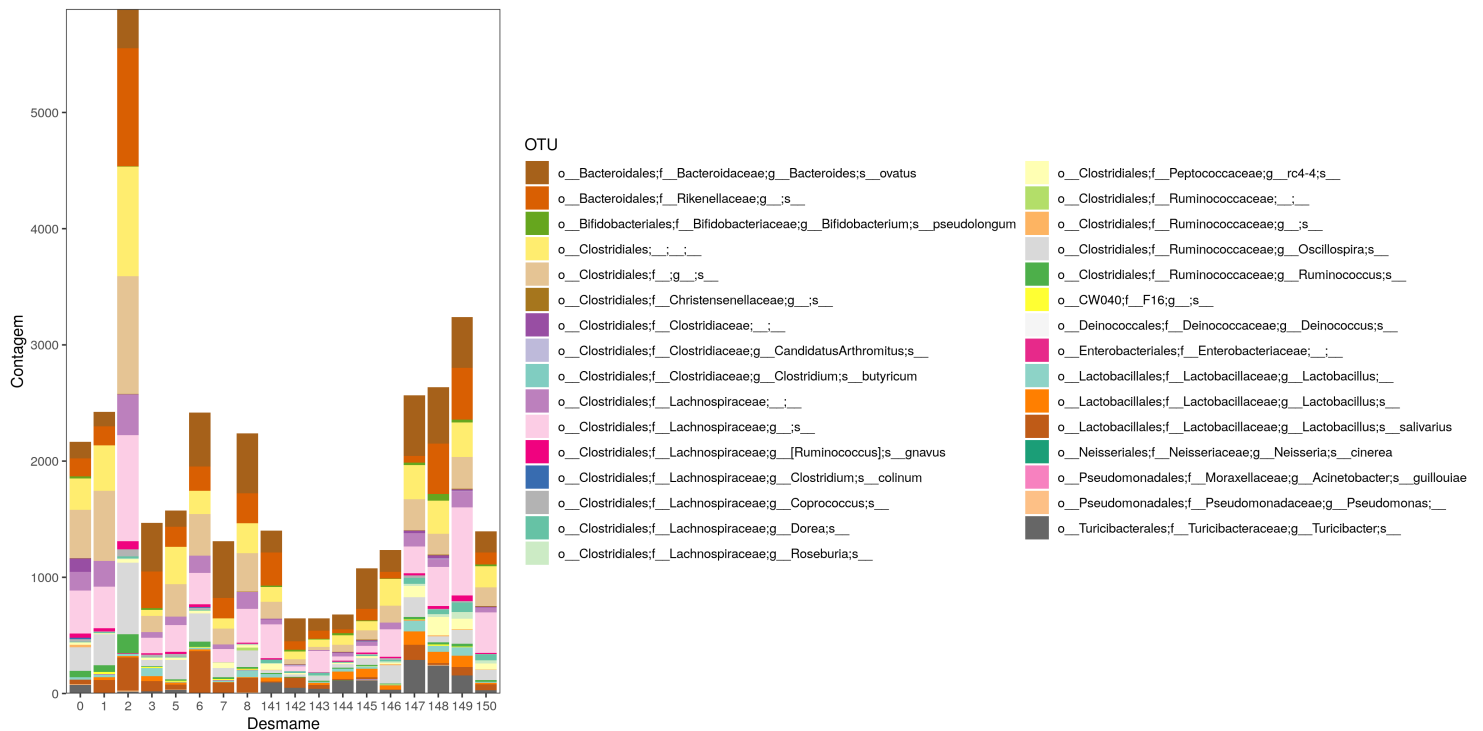 Contagem
5000
4000
3000
2000
1000
0
0 1 2 3 5 6 7 8 141 142 143 144 145 146 147 148 149 150
Desmame
OTU
o__Bacteroidales;f__Bacteroidaceae;g__Bacteroides;s__ovatus
o__Bacteroidales;f__Rikenellaceae;g__;s__
o__Bifidobacteriales;f__Bifidobacteriaceae;g__Bifidobacterium;s__pseudolongum
o__Clostridiales;__;__;__
o__Clostridiales;f__;g__;s__
o__Clostridiales;f__Christensenellaceae;g__;s__
o__Clostridiales;f__Clostridiaceae;__;__
o__Clostridiales;f__Clostridiaceae;g__CandidatusArthromitus;s__
o__Clostridiales;f__Clostridiaceae;g__Clostridium;s__butyricum
o__Clostridiales;f__Lachnospiraceae;__;__
o__Clostridiales;f__Lachnospiraceae;g__;s__
o__Clostridiales;f__Lachnospiraceae;g__[Ruminococcus];s__gnavus
o__Clostridiales;f__Lachnospiraceae;g__Clostridium;s__colinum
o__Clostridiales;f__Lachnospiraceae;g__Coprococcus;s__
o__Clostridiales;f__Lachnospiraceae;g__Dorea;s__
o__Clostridiales;f__Lachnospiraceae;g__Roseburia;s__
o__Clostridiales;f__Peptococcaceae;g__rc4-4;s__
o__Clostridiales;f__Ruminococcaceae;__;__
o__Clostridiales;f__Ruminococcaceae;g__;s__
o__Clostridiales;f__Ruminococcaceae;g__Oscillospira;s__
o__Clostridiales;f__Ruminococcaceae;g__Ruminococcus;s__
o__CW040;f__F16;g__;s__
o__Deinococcales;f__Deinococcaceae;g__Deinococcus;s__
o__Enterobacteriales;f__Enterobacteriaceae;__;__
o__Lactobacillales;f__Lactobacillaceae;g__Lactobacillus;__
o__Lactobacillales;f__Lactobacillaceae;g__Lactobacillus;s__
o__Lactobacillales;f__Lactobacillaceae;g__Lactobacillus;s__salivarius
o__Neisseriales;f__Neisseriaceae;g__Neisseria;s__cinerea
o__Pseudomonadales;f__Moraxellaceae;g__Acinetobacter;s__guillouiae
o__Pseudomonadales;f__Pseudomonadaceae;g__Pseudomonas;__
o__Turicibacterales;f__Turicibacteraceae;g__Turicibacter;s__